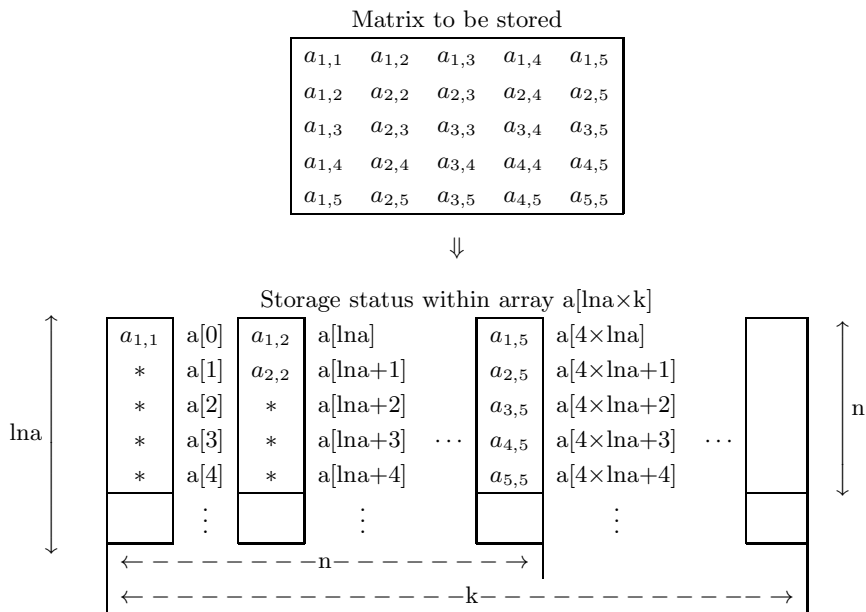 Matrix to be stored
a1,1 a1,2 a1,3 a1,4 a1,5
a1,2 a2,2 a2,3 a2,4 a2,5
a1,3 a2,3 a3,3 a3,4 a3,5
a1,4 a2,4 a3,4 a4,4 a4,5
a1,5 a2,5 a3,5 a4,5 a5,5
⇓
Storage status within array a[lna×k]
a1,1 a[0] a1,2 a[lna] a1,5 a[4×lna]
* a[1] a2,2 a[lna+1] a2,5 a[4×lna+1]
* a[2] * a[lna+2] a3,5 a[4×lna+2] n
lna * a[3] * a[lna+3] ⋯ a4,5 a[4×lna+3] ⋯
* a[4] * a[lna+4] a5,5 a[4×lna+4]
⋮ ⋮ ⋮
n
k